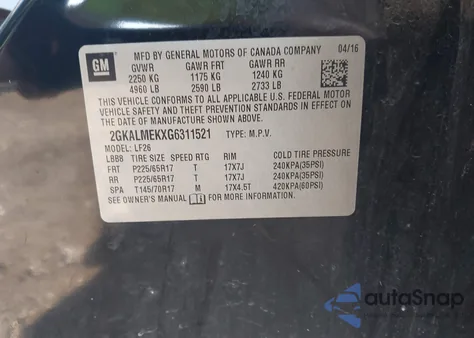 GM
MFD BY GENERAL MOTORS OF CANADA COMPANY 04/16
GVWR GAWR FRT GAWR RR
2250 KG 1175 KG 1240 KG
4960 LB 2590 LB 2733 LB
THIS VEHICLE CONFORMS TO ALL APPLICABLE U.S. FEDERAL MOTOR
VEHICLE SAFETY, BUMPER, AND THEFT PREVENTION STANDARDS IN EFFECT
ON THE DATE OF MANUFACTURE SHOWN ABOVE.
2GKALMEKXG6311521 TYPE: M.P.V.
MODEL: LF26
LBBB TIRE SIZE SPEED RTG RIM COLD TIRE PRESSURE
FRT P225/65R17 T 17X7J 240KPA(35PSI)
RR P225/65R17 T 17X7J 240KPA(35PSI)
SPA T145/70R17 M 17X4.5T 420KPA(60PSI)
SEE OWNER'S MANUAL FOR MORE INFORMATION.
autoSnap